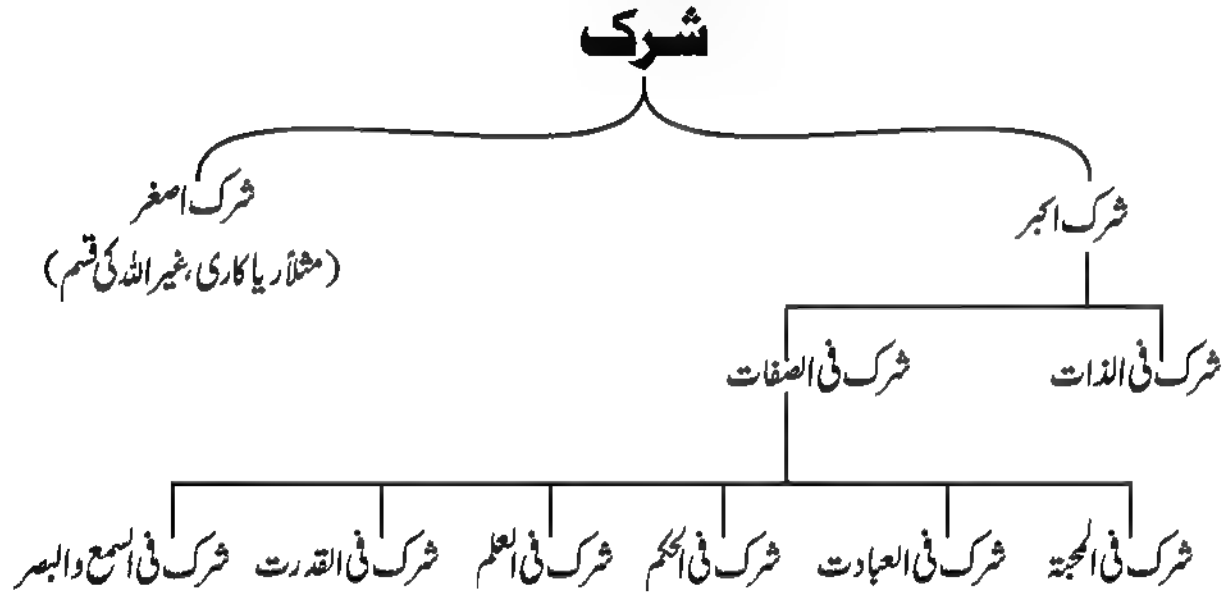 شرک
شرک اکبر
شرک اصغر
(مثلاً ریاکاری، غیر اللہ کی قسم)
شرک فی الذات
شرک فی الصفات
شرک فی المحبتہ
شرک فی العبادت
شرک فی الحکم
شرک فی العلم
شرک فی القدرت
شرک فی السمع والبصر